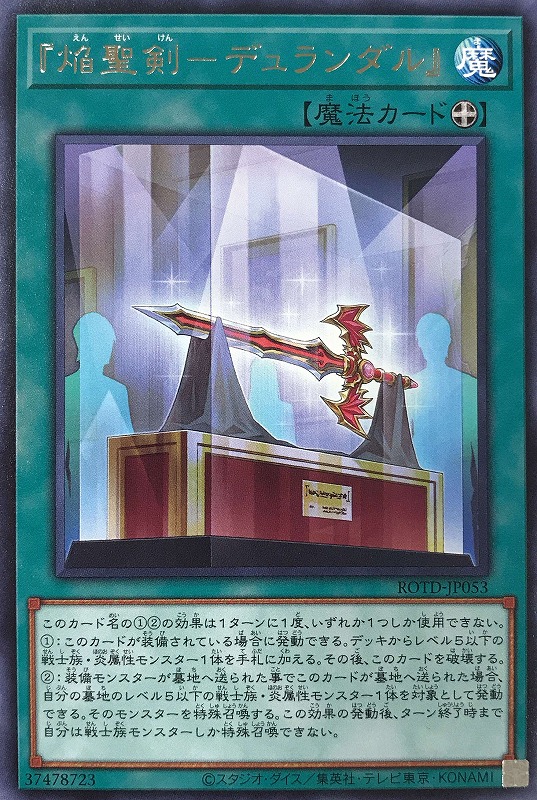 『焔聖剣－デュランダル』
魔
【魔法カード】
ROTD-JP053
このカード名の①②の効果は1ターンに1度、いずれか1つしか使用できない。
①：このカードが装備されている場合に発動できる。デッキからレベル5以下の
戦士族・炎属性モンスター1体を手札に加える。その後、このカードを破壊する。
②：装備モンスターが墓地へ送られた事でこのカードが墓地へ送られた場合、
自分の墓地のレベル5以下の戦士族・炎属性モンスター1体を対象として発動
できる。そのモンスターを特殊召喚する。この効果の発動後、ターン終了時まで
自分は戦士族モンスターしか特殊召喚できない。
37478723
©スタジオ・ダイス／集英社・テレビ東京・KONAMI